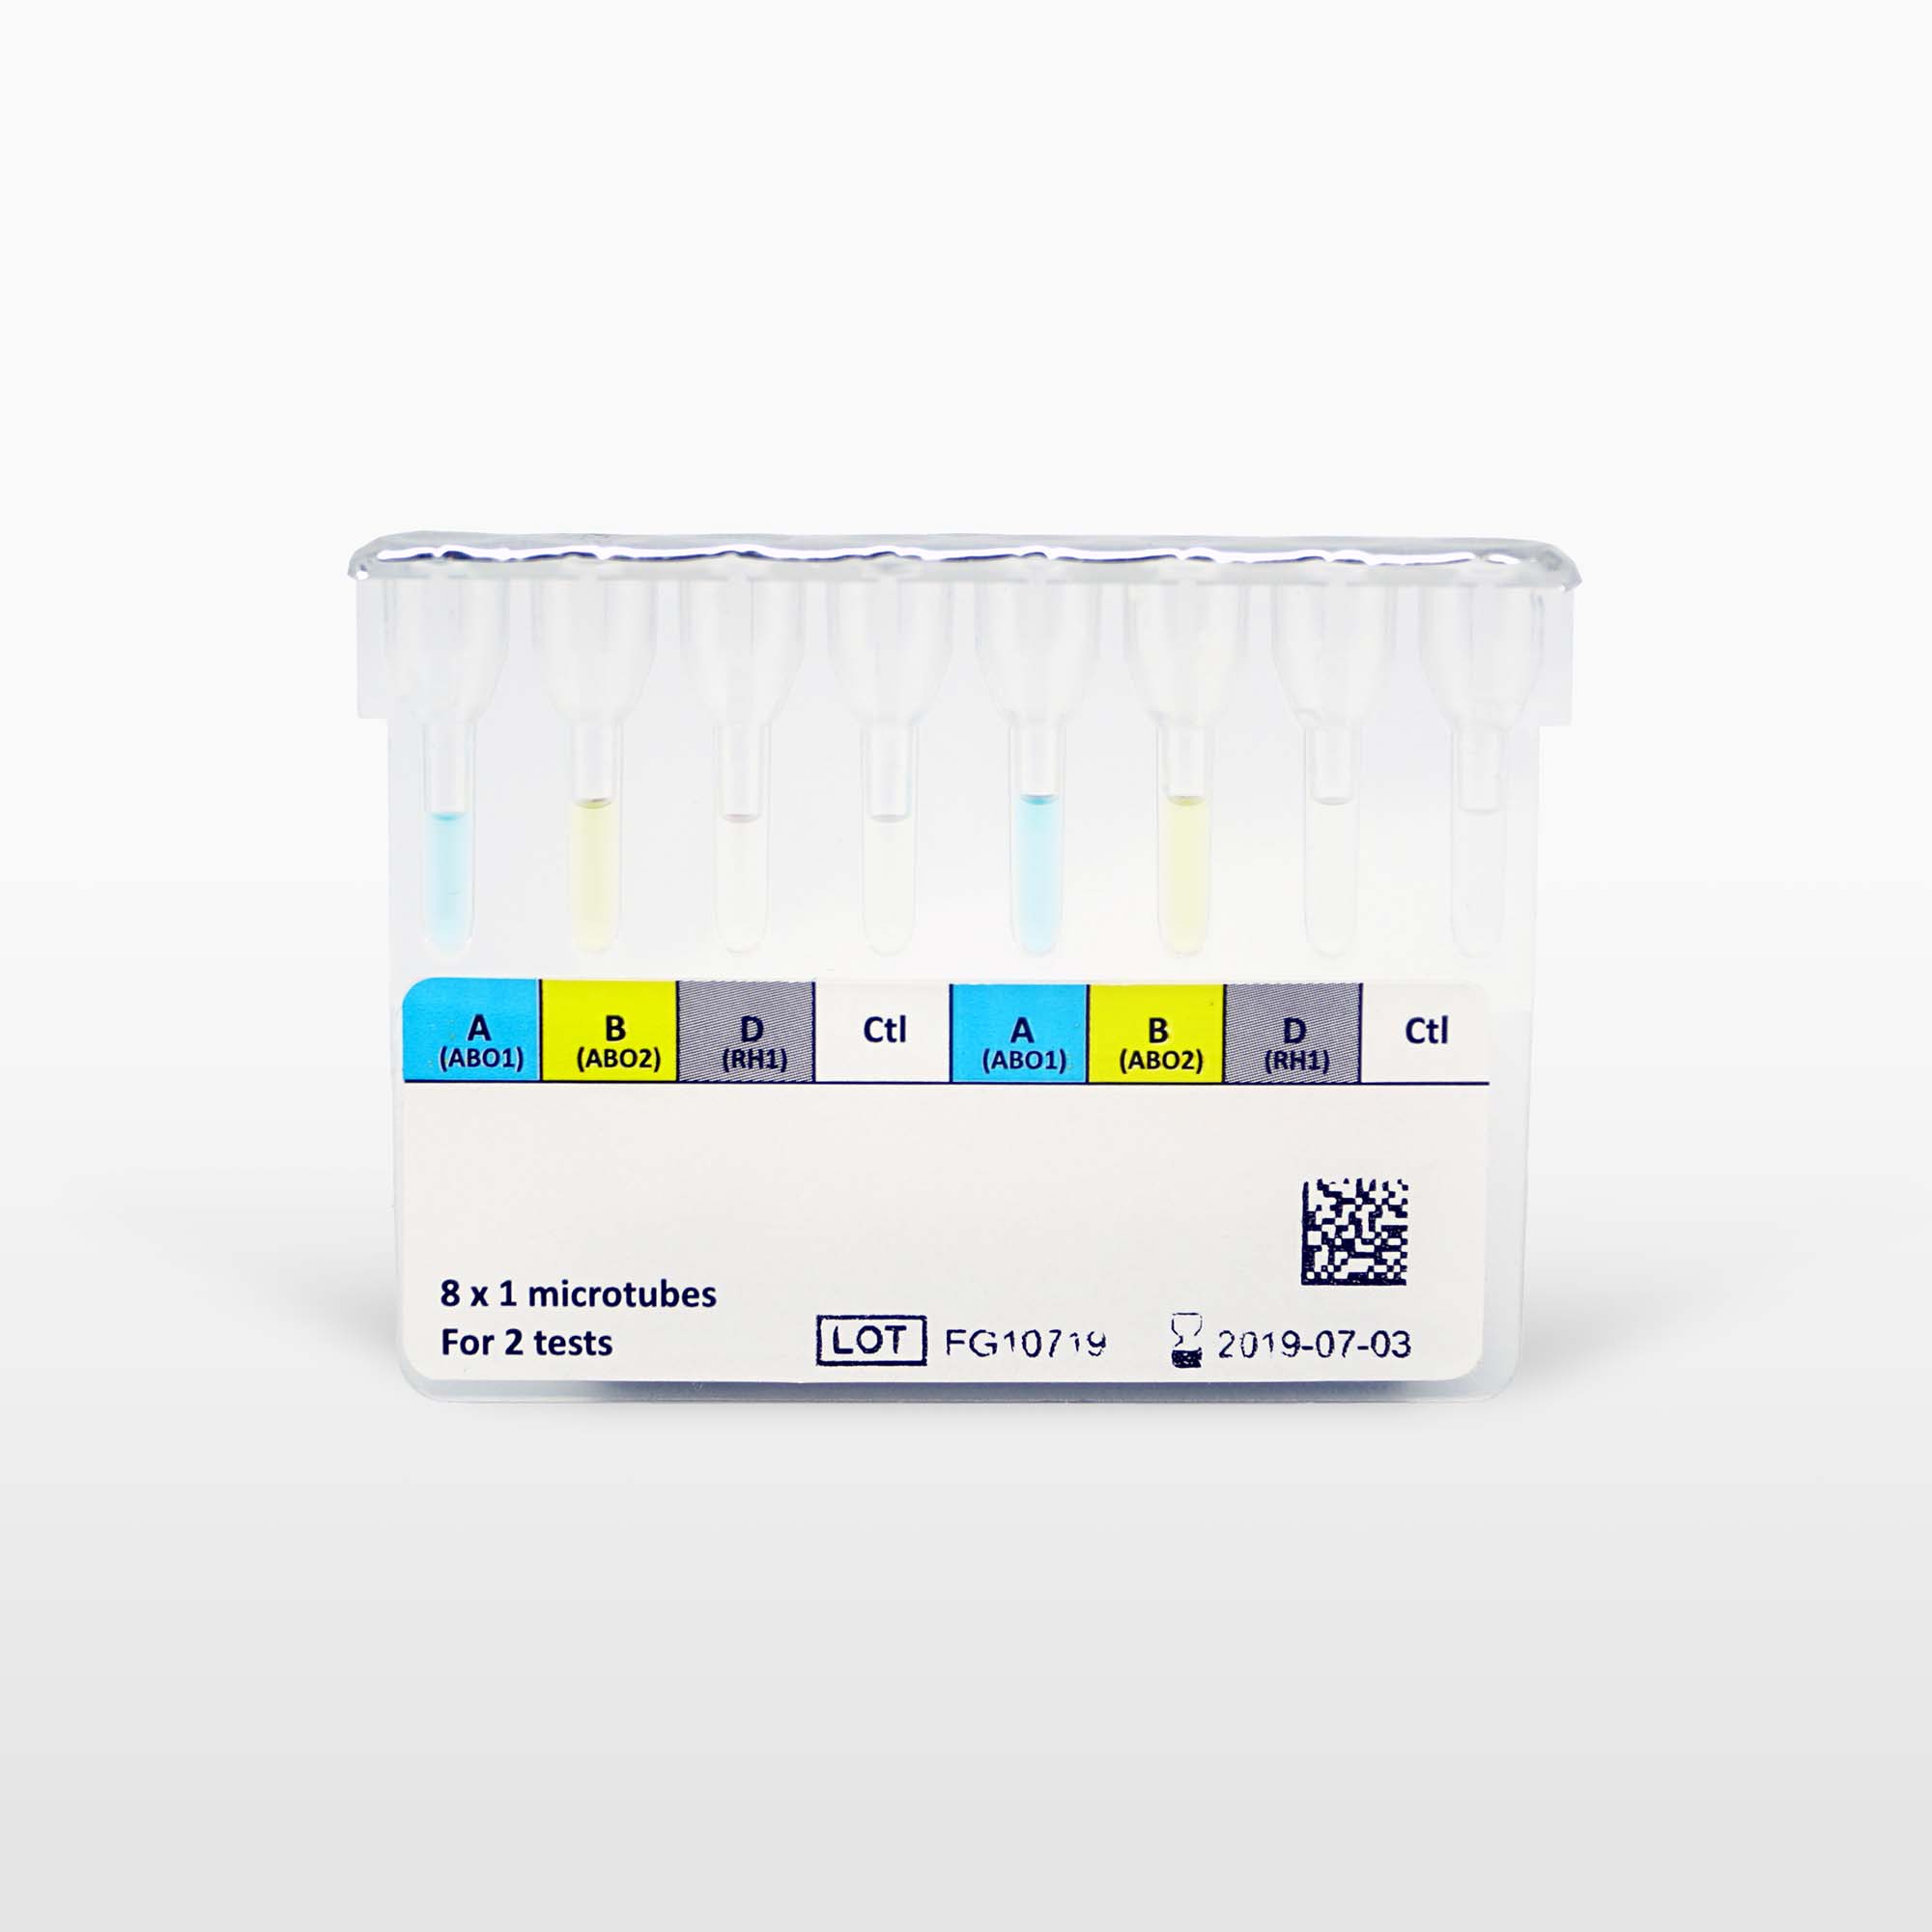 A B D Ctl A B D Ctl
(ABO1) (ABO2) (RH1) (ABO1) (ABO2) (RH1)
8 x 1 microtubes
For 2 tests
LOT FG10719 2019-07-03